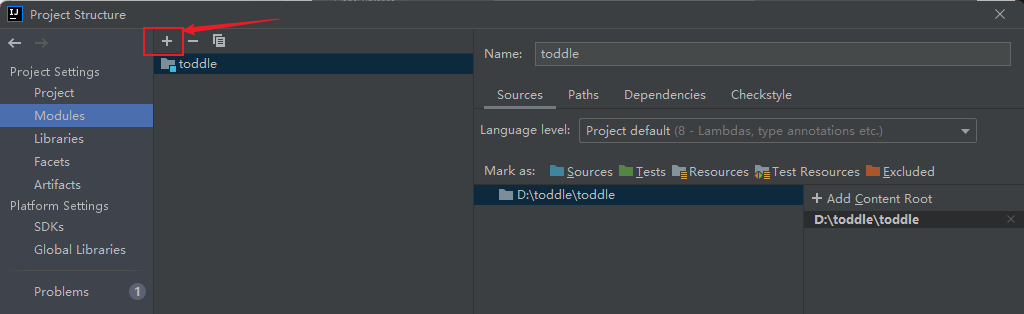 IJ Project Structure
Project Settings
Project
Modules
Libraries
Facets
Artifacts
Platform Settings
SDKs
Global Libraries
Problems 1
toddle
Name: toddle
Sources Paths Dependencies Checkstyle
Language level: Project default (8 - Lambdas, type annotations etc.)
Mark as: Sources Tests Resources Test Resources Excluded
D:\toddle\toddle
+ Add Content Root
D:\toddle\toddle